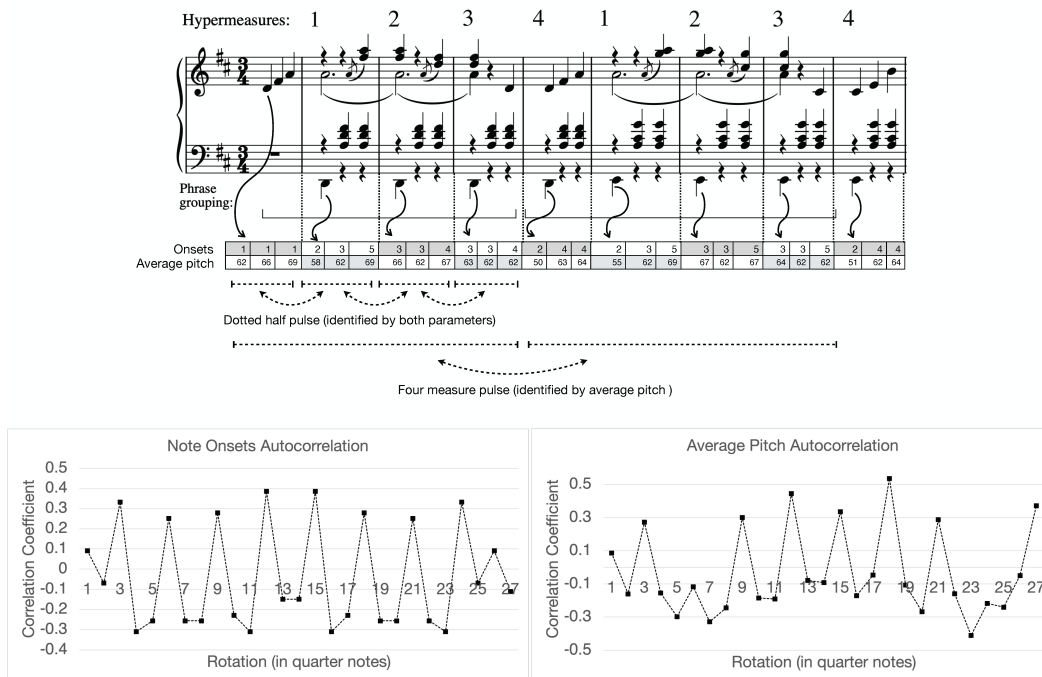 Hypermeasures: 1 2 3 4 1 2 3 4
3 4
3 4
Phrase
grouping:
Onsets 1 1 1 2 3 5 3 3 4 3 3 4 2 4 4 2 3 5 3 3 5 3 3 5 2 4 4
Average pitch 62 66 69 58 62 69 66 62 67 63 62 62 50 63 64 55 62 69 67 62 67 64 62 62 51 62 64
Dotted half pulse (identified by both parameters)
Four measure pulse (identified by average pitch )
Note Onsets Autocorrelation
Correlation Coefficient
0.5
0.4
0.3
0.2
0.1
0
-0.1
-0.2
-0.3
-0.4
1 3 5 7 9 11 13 15 17 19 21 23 25 27
Rotation (in quarter notes)
Average Pitch Autocorrelation
Correlation Coefficient
0.5
0.3
0.1
-0.1
-0.3
-0.5
1 3 5 7 9 11 13 15 17 19 21 23 25 27
Rotation (in quarter notes)